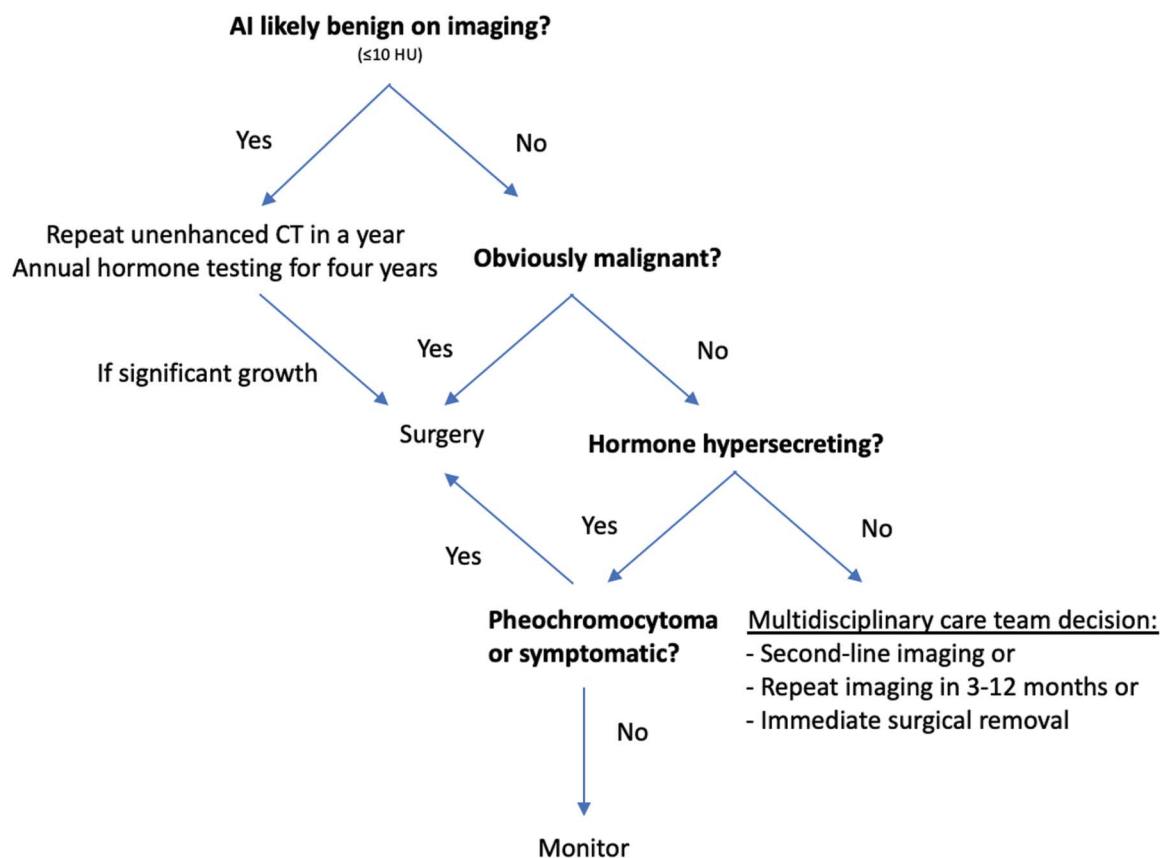 AI likely benign on imaging?
(≤10 HU)
Yes
No
Repeat unenhanced CT in a year
Annual hormone testing for four years
Obviously malignant?
If significant growth
Yes
No
Surgery
Hormone hypersecreting?
Yes
Yes
No
Pheochromocytoma
or symptomatic?
Multidisciplinary care team decision:
- Second-line imaging or
- Repeat imaging in 3-12 months or
- Immediate surgical removal
No
Monitor